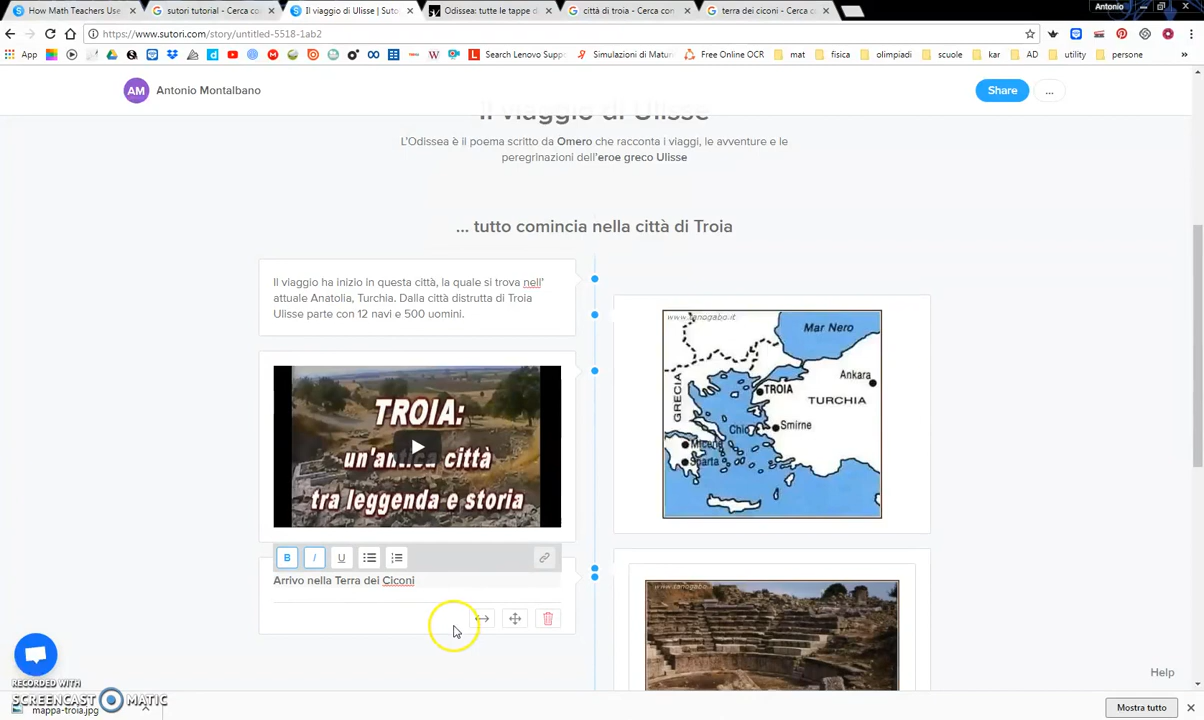 Antonio
sutori tutorial - Cerca co
How Math Teachers Use
Il viaggio di Ulisse | Suto
Odissea: tutte le tappe d
città di troia - Cerca con
terra dei ciconi - Cerca c
https://www.sutori.com/story/untitled-5518-1ab2
App
Search Lenovo Supp
Simulazioni di Matur
Free Online OCR
mat
fisica
olimpiadi
scuole
kar
AD
utility
persone
AM
Antonio Montalbano
Share
...
Il viaggio di Ulisse
L'Odissea è il poema scritto da Omero che racconta i viaggi, le avventure e le
peregrinazioni dell'eroe greco Ulisse
... tutto comincia nella città di Troia
Il viaggio ha inizio in questa città, la quale si trova nell'
attuale Anatolia, Turchia. Dalla città distrutta di Troia
Ulisse parte con 12 navi e 500 uomini.
www.sanogabo.it
Mar Nero
GRECIA
Ankara
TROIA
TURCHIA
Chio
Smirne
Micene
Sparta
TROIA:
un'antica città
tra leggenda e storia
B
I
U
Arrivo nella Terra dei Ciconi
www.sanogabo.it
Help
RECORDED WITH
SCREENCAST MATIC
mappa-troia.jpg
Mostra tutto